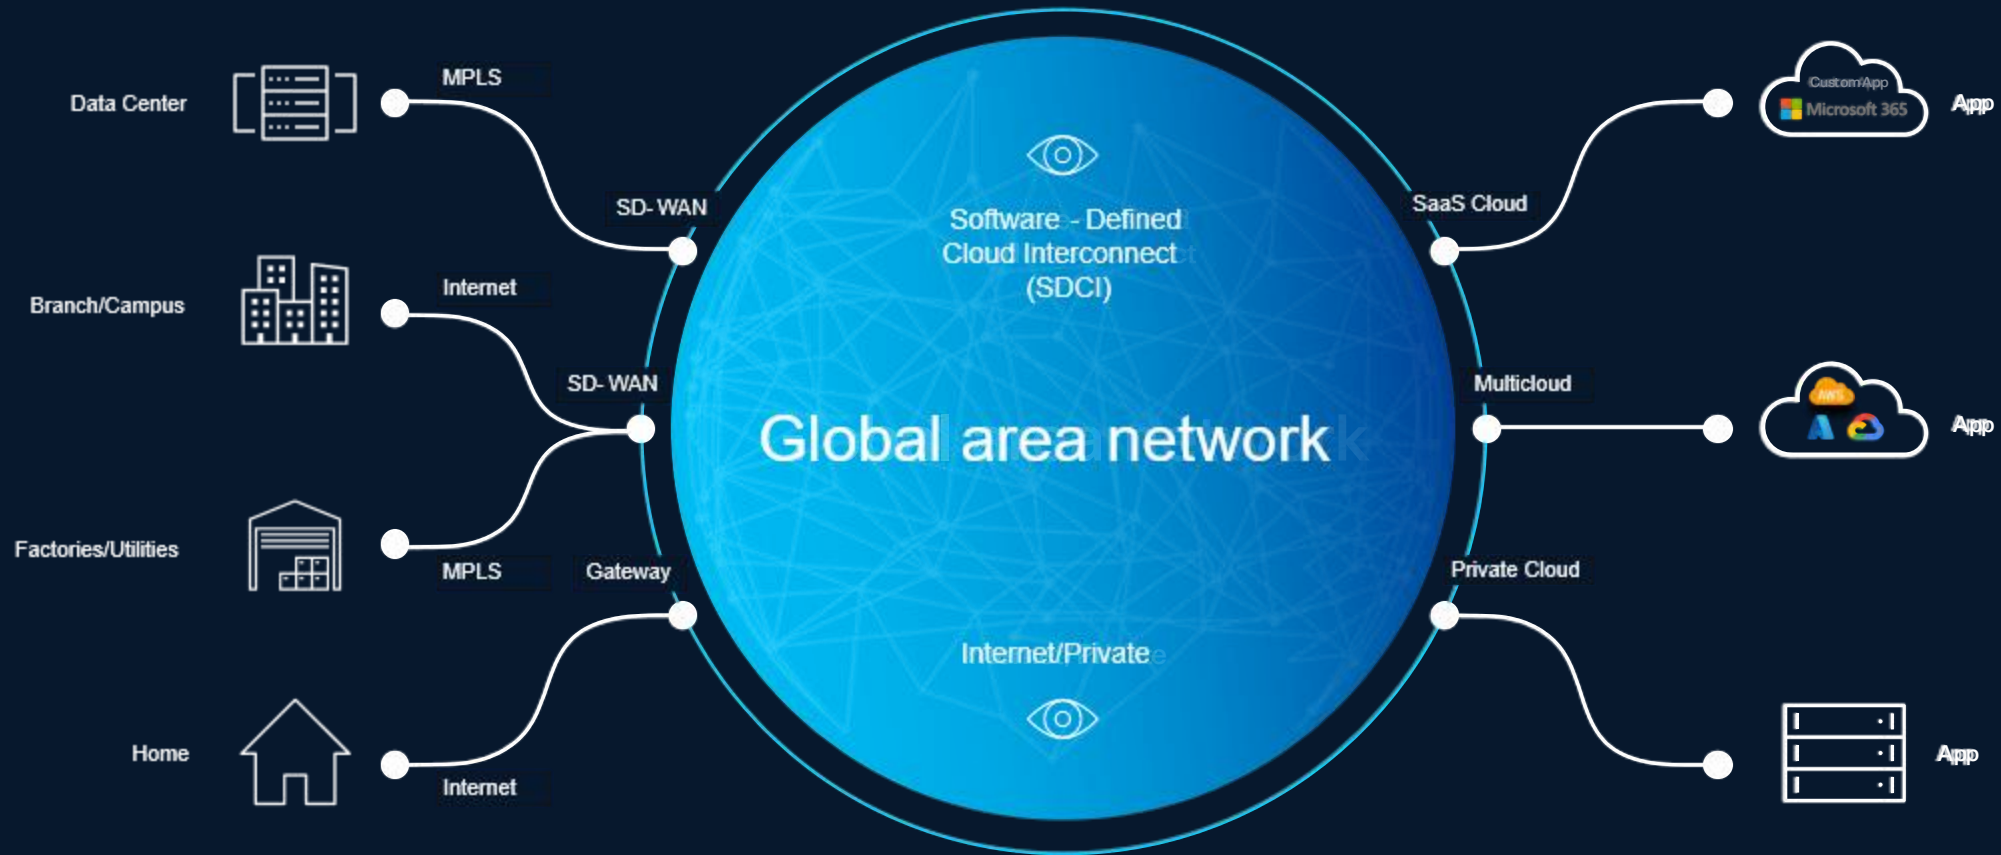 Data Center
MPLS
SD-WAN
Branch/Campus
Internet
SD-WAN
Factories/Utilities
MPLS
Gateway
Home
Internet
Software - Defined
Cloud Interconnect
(SDCI)
Global area network
Internet/Private
SaaS Cloud
Custom App
Microsoft 365
App
Multicloud
AWS
App
Private Cloud
App